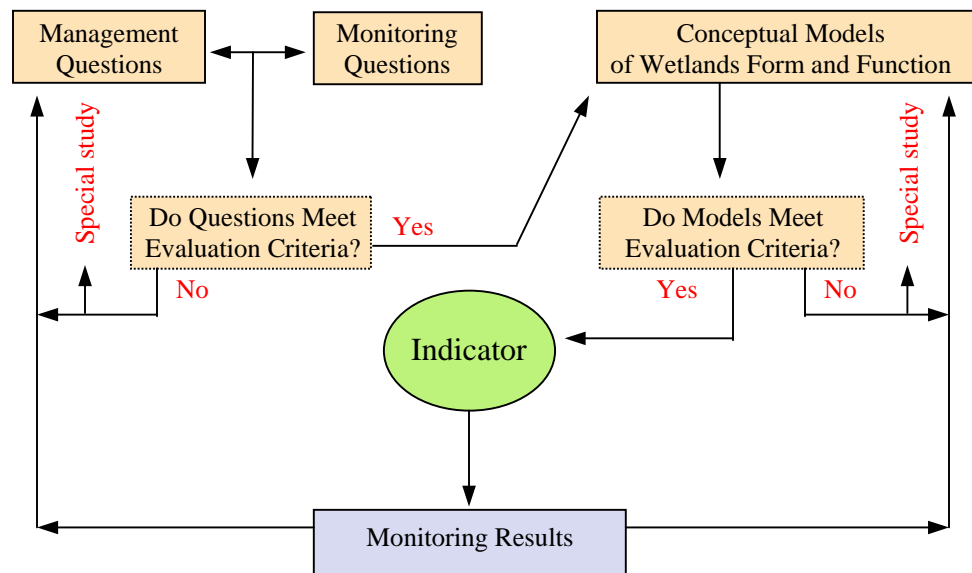 Management
Questions
Monitoring
Questions
Conceptual Models
of Wetlands Form and Function
Special study
Special study
Do Questions Meet
Evaluation Criteria?
Yes
No
Do Models Meet
Evaluation Criteria?
Yes
No
Indicator
Monitoring Results